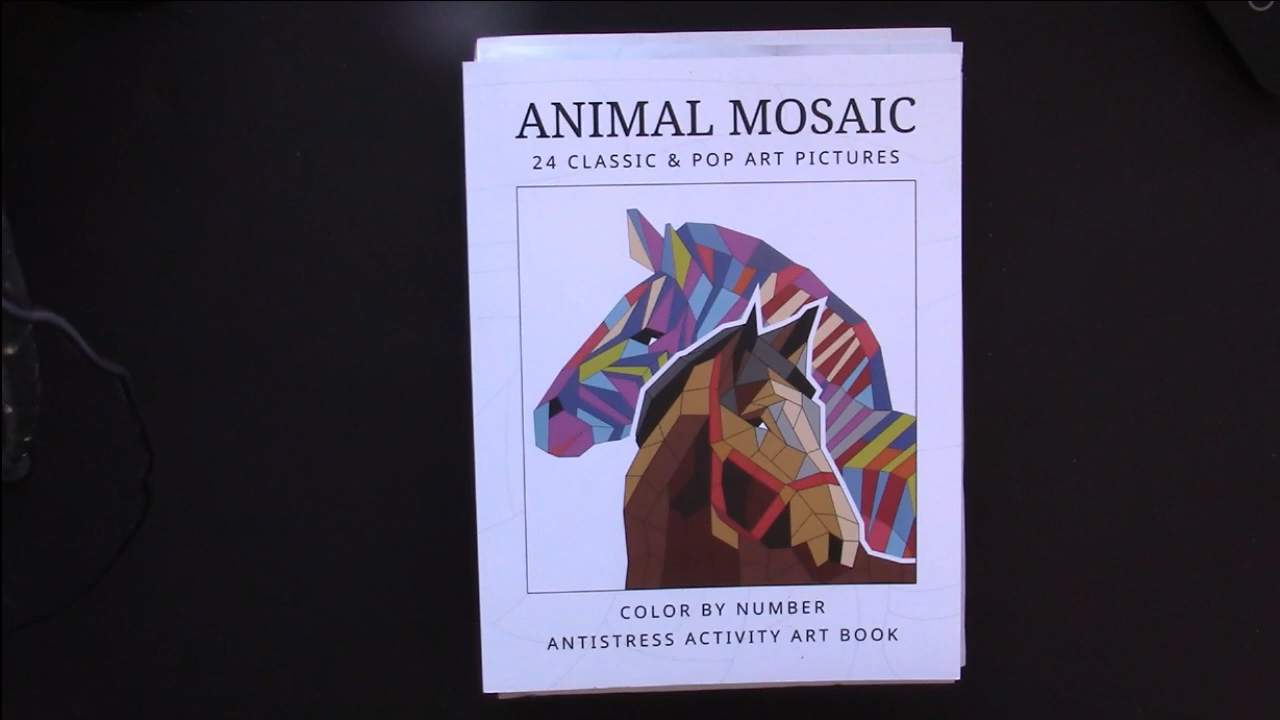 ANIMAL MOSAIC
24 CLASSIC & POP ART PICTURES
COLOR BY NUMBER
ANTISTRESS ACTIVITY ART BOOK